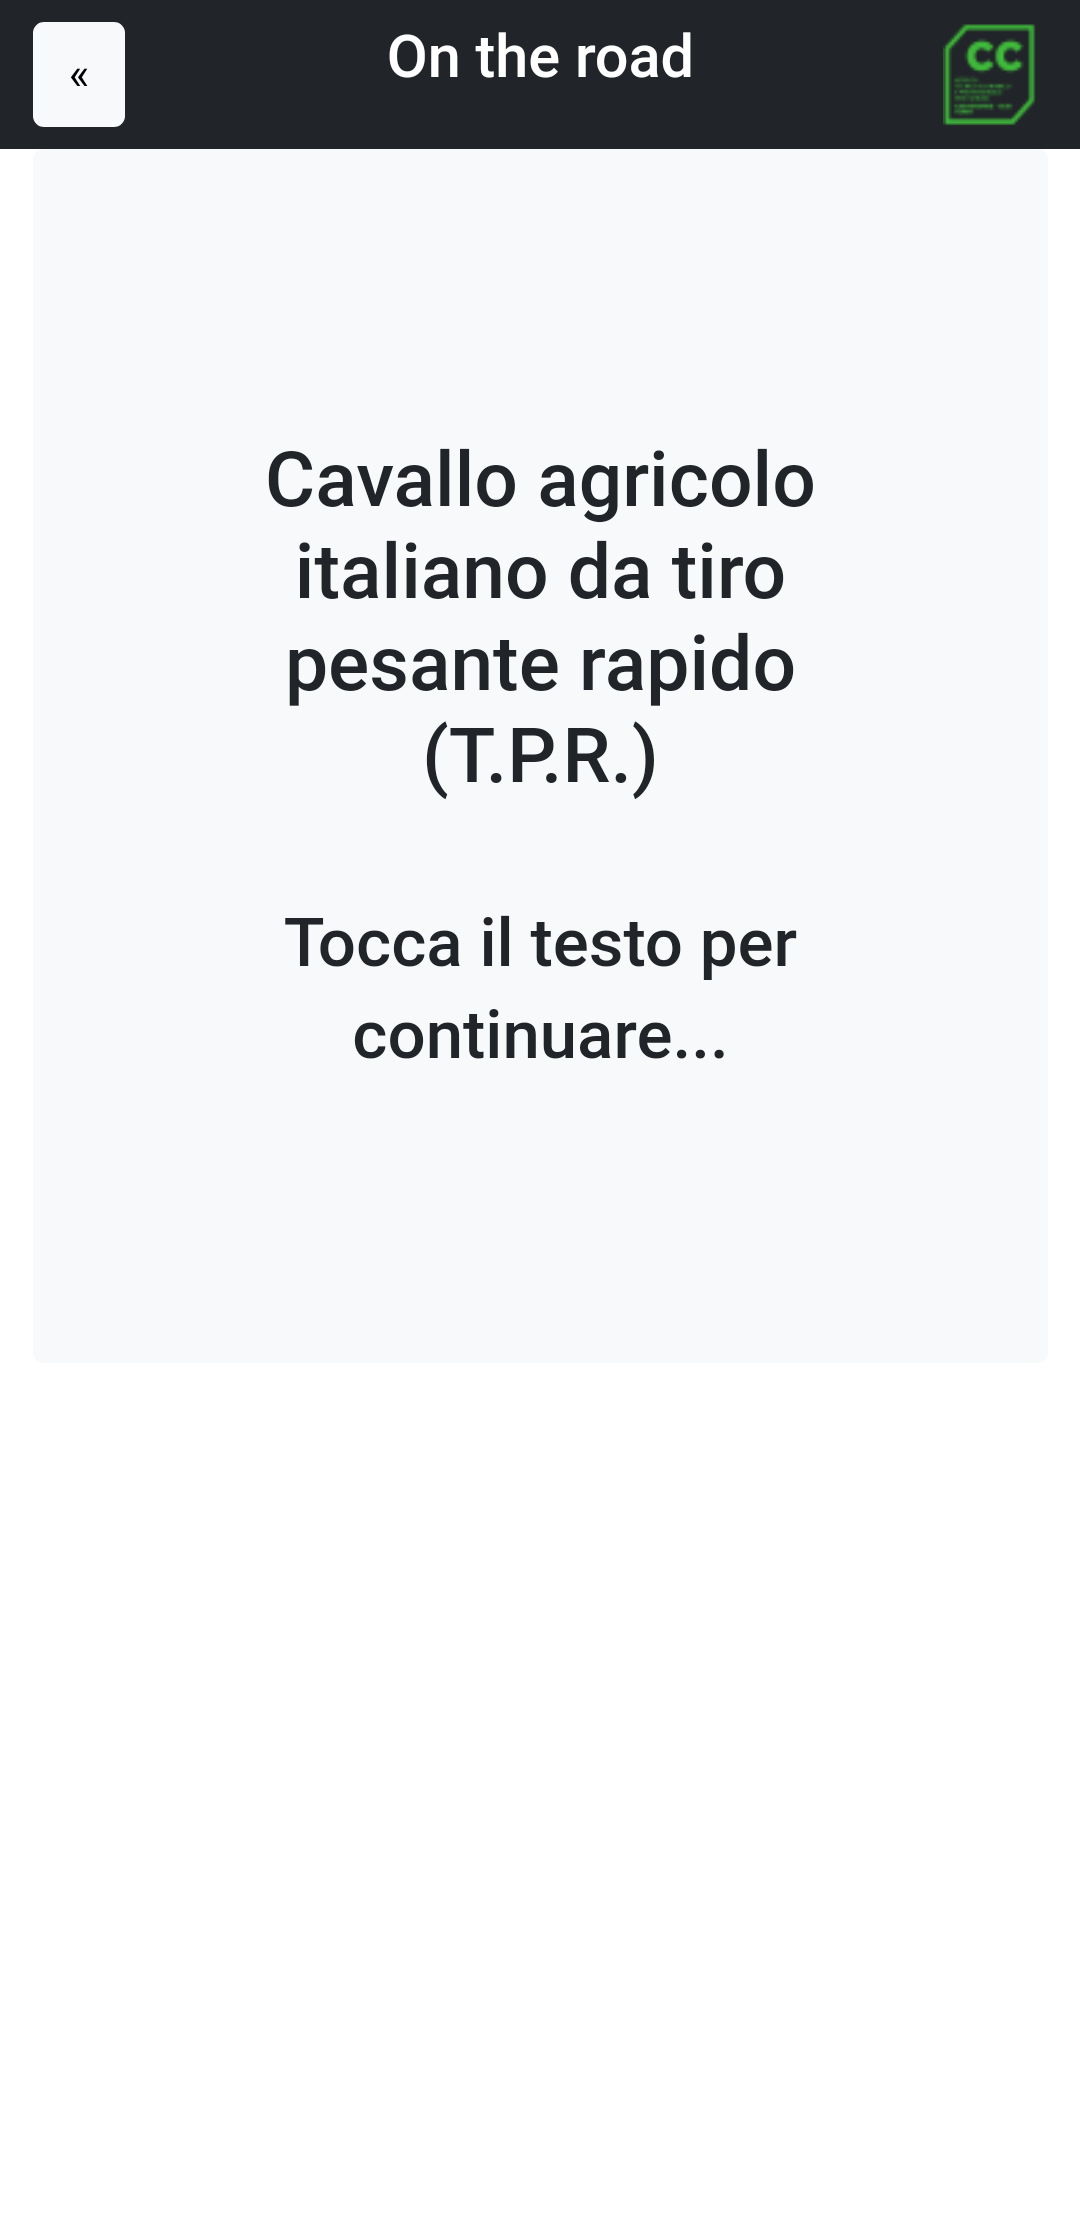 «
On the road
CC
Cavallo agricolo
italiano da tiro
pesante rapido
(T.P.R.)
Tocca il testo per
continuare...